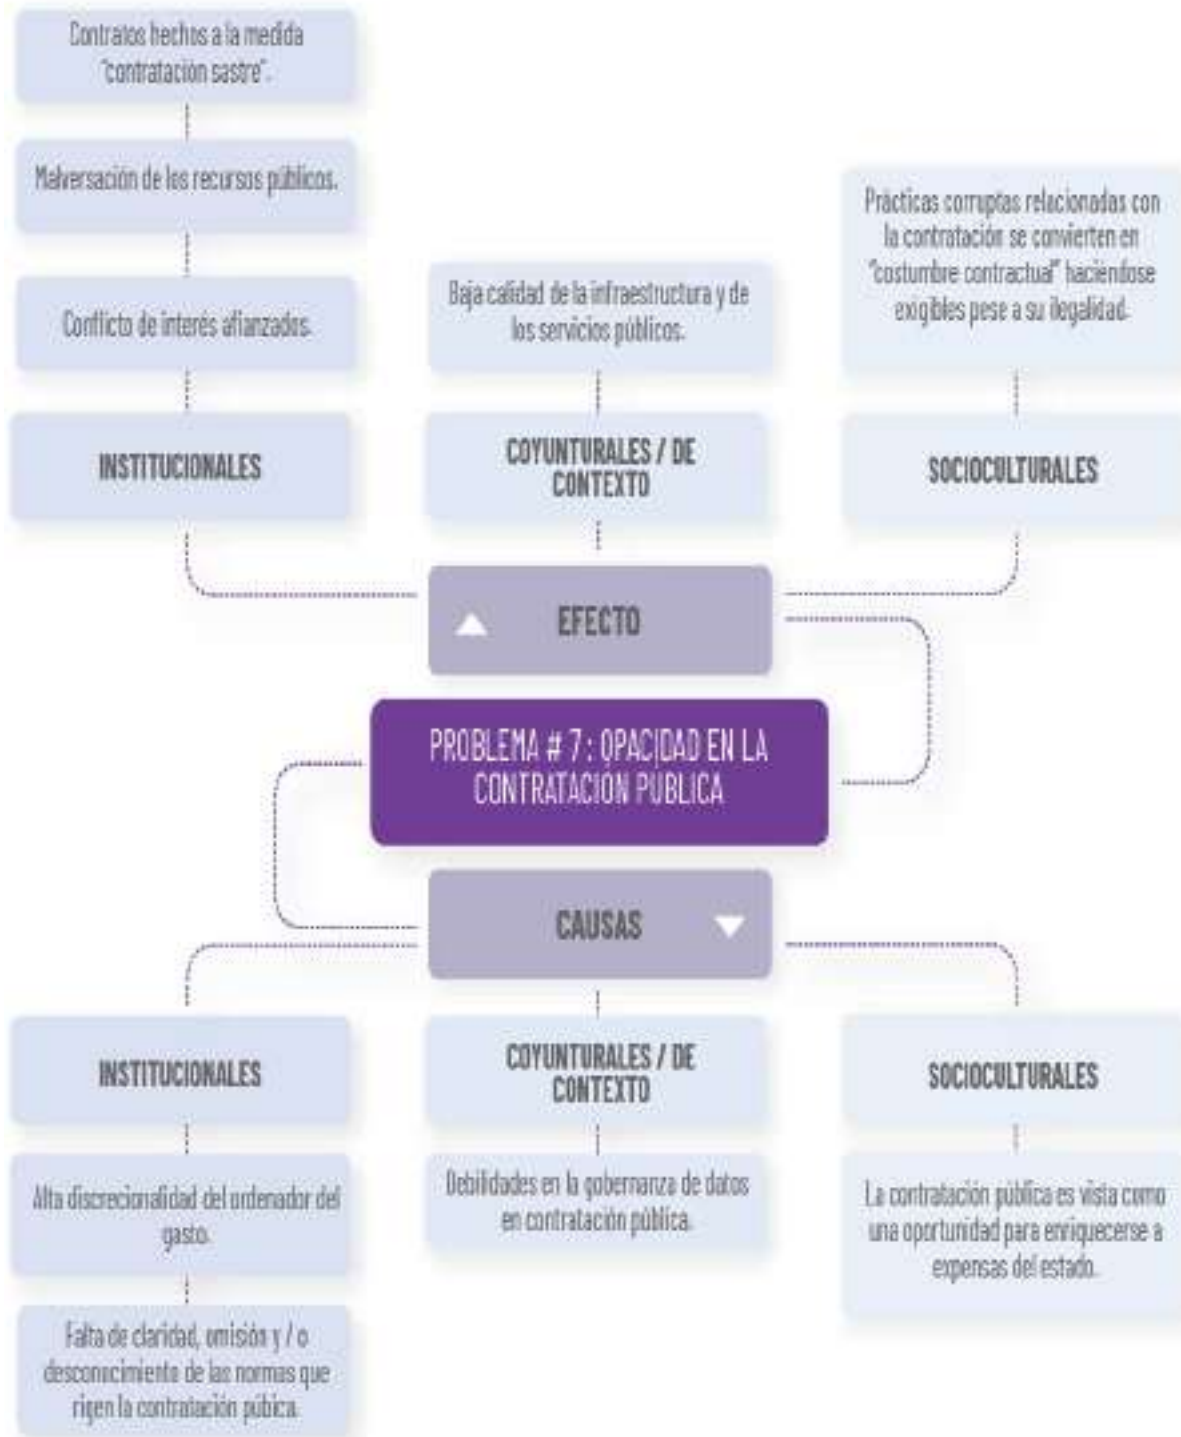 Contratos hechos a la medida
"contratación sastre".
Malversación de los recursos públicos.
Conflicto de interés afianzados.
INSTITUCIONALES
Baja calidad de la infraestructura y de
los servicios públicos.
COYUNTURALES / DE
CONTEXTO
Prácticas corruptas relacionadas con
la contratación se convierten en
"costumbre contractual" haciéndose
exigibles pese a su ilegalidad.
SOCIOCULTURALES
EFECTO
PROBLEMA # 7: OPACIDAD EN LA
CONTRATACIÓN PÚBLICA
CAUSAS
INSTITUCIONALES
Alta discrecionalidad del ordenador del
gasto.
Falta de claridad, omisión y / o
desconocimiento de las normas que
rigen la contratación púbica.
COYUNTURALES / DE
CONTEXTO
Debilidades en la gobernanza de datos
en contratación pública.
SOCIOCULTURALES
La contratación pública es vista como
una oportunidad para enriquecerse a
expensas del estado.